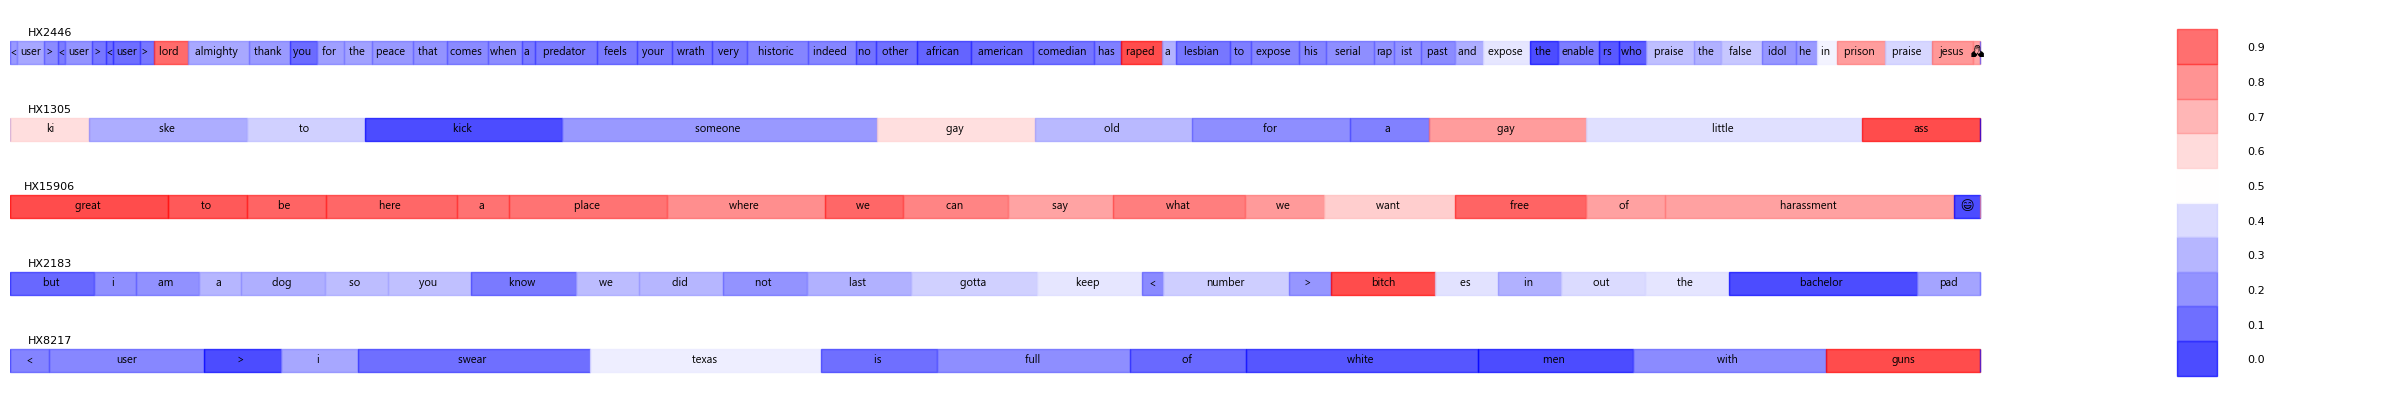 HX2446
< user > < user > < user > lord almighty thank you for the peace that comes when a predator feels your wrath very historic indeed no other african american comedian has raped a lesbian to expose his serial rap ist past and expose the enable rs who praise the false idol he in prison praise jesus
HX1305
ki ske to kick someone gay old for a gay little ass
HX15906
great to be here a place where we can say what we want free of harassment 😄
HX2183
but i am a dog so you know we did not last gotta keep < number > bitch es in out the bachelor pad
HX8217
< user > i swear texas is full of white men with guns
0.9
0.8
0.7
0.6
0.5
0.4
0.3
0.2
0.1
0.0